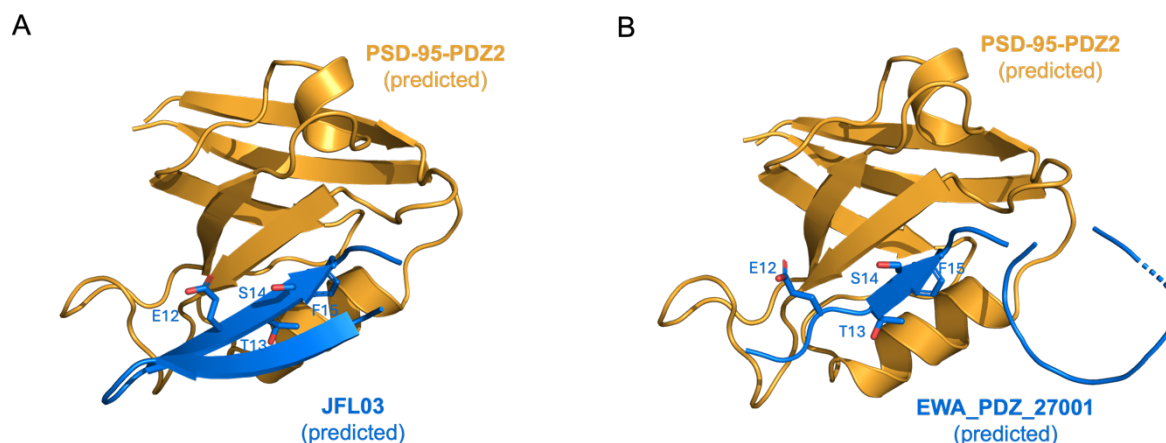 A
PSD-95-PDZ2
(predicted)
E12
S14
F15
T13
JFL03
(predicted)
B
PSD-95-PDZ2
(predicted)
E12
S14
F15
T13
EWA_PDZ_27001
(predicted)